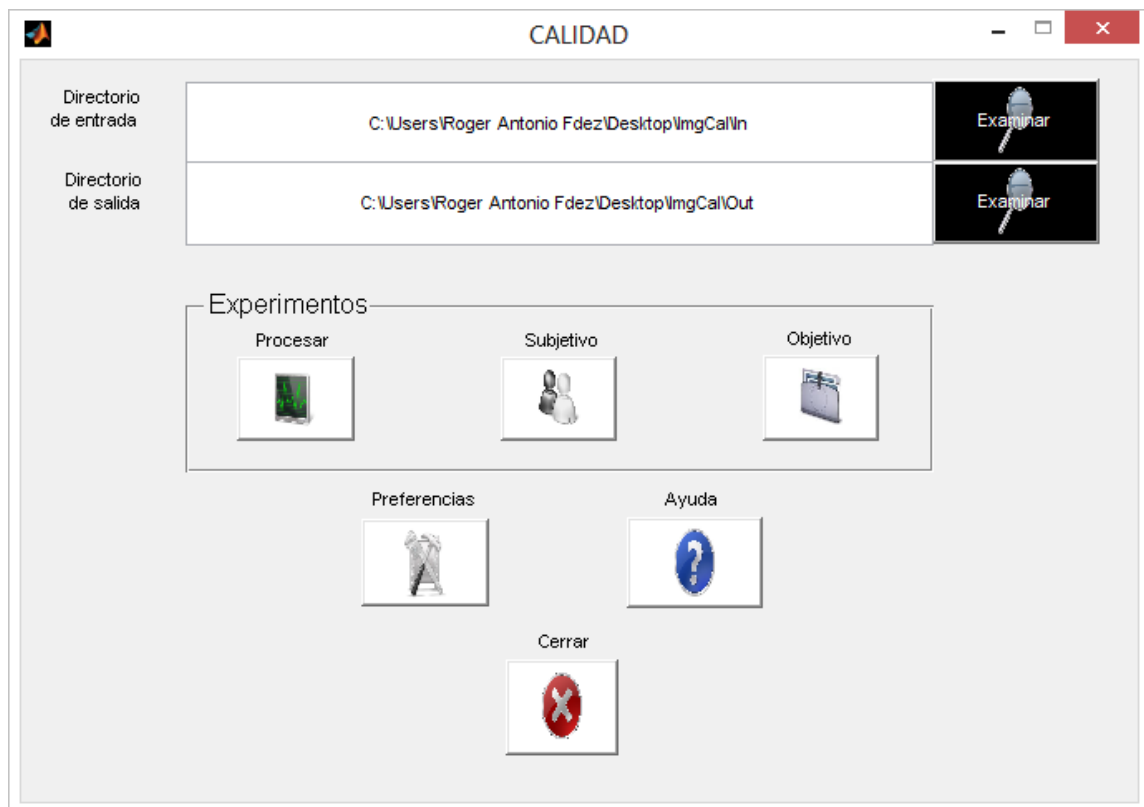 CALIDAD
Directorio
de entrada
C:\Users\Roger Antonio Fdez\Desktop\ImgCal\In
Examinar
Directorio
de salida
C:\Users\Roger Antonio Fdez\Desktop\ImgCal\Out
Examinar
Experimentos
Procesar Subjetivo Objetivo
Preferencias Ayuda
Cerrar